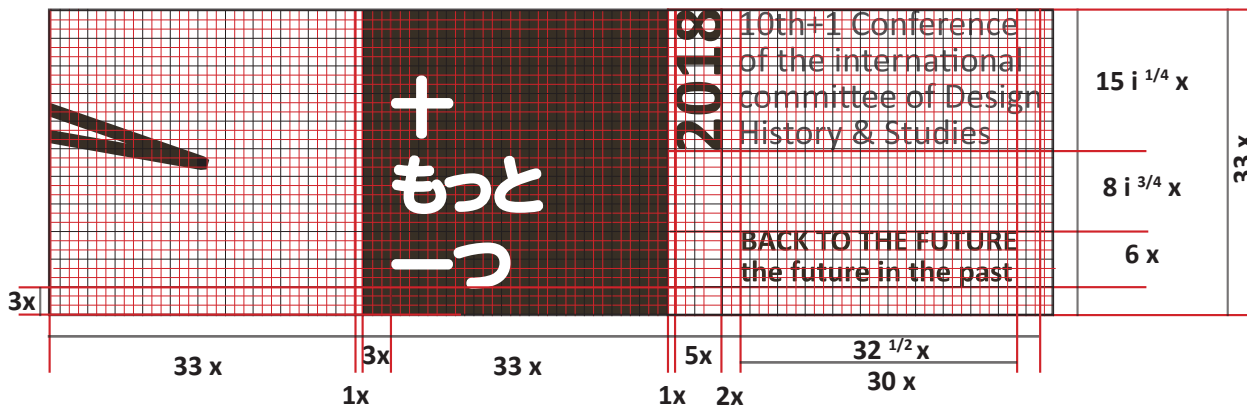 2018
10th+1 Conference
of the international
committee of Design
History & Studies
十
もっと
一つ
BACK TO THE FUTURE
the future in the past
15 i 1/4 x
8 i 3/4 x
6 x
33 x
3x
33 x
1x
3x
33 x
1x
5x
2x
32 1/2 x
30 x